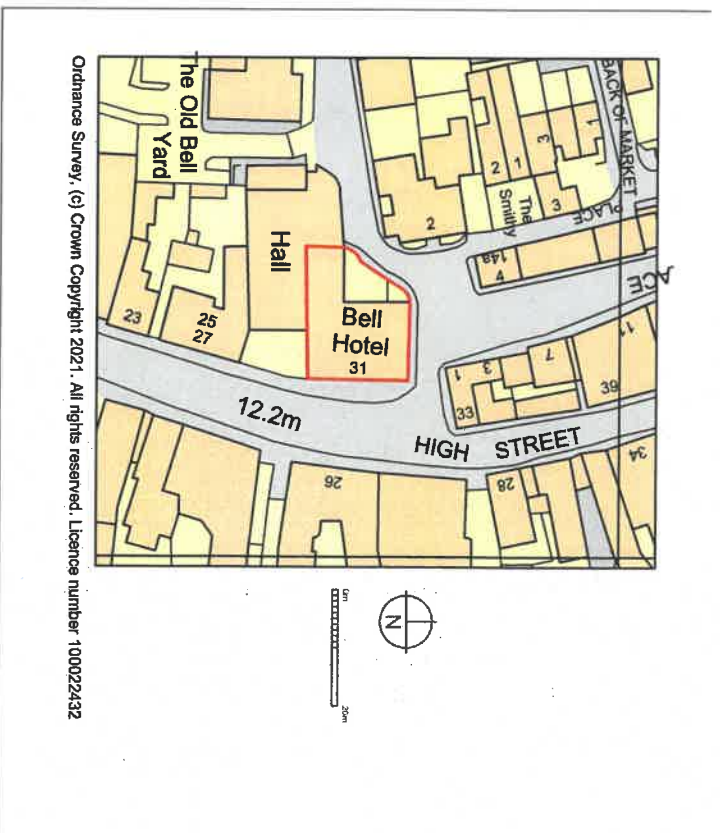 BACK OF MARKET
1
3
1
2
The
Smithy
3
PLACE
2
14a
4
ACE
The Old Bell
Yard
Hall
Bell
Hotel
31
11
7
3
1
39
33
23
25
27
12.2m
HIGH STREET
34
28
26
N
0m
20m
Ordnance Survey, (c) Crown Copyright 2021. All rights reserved. Licence number 100022432